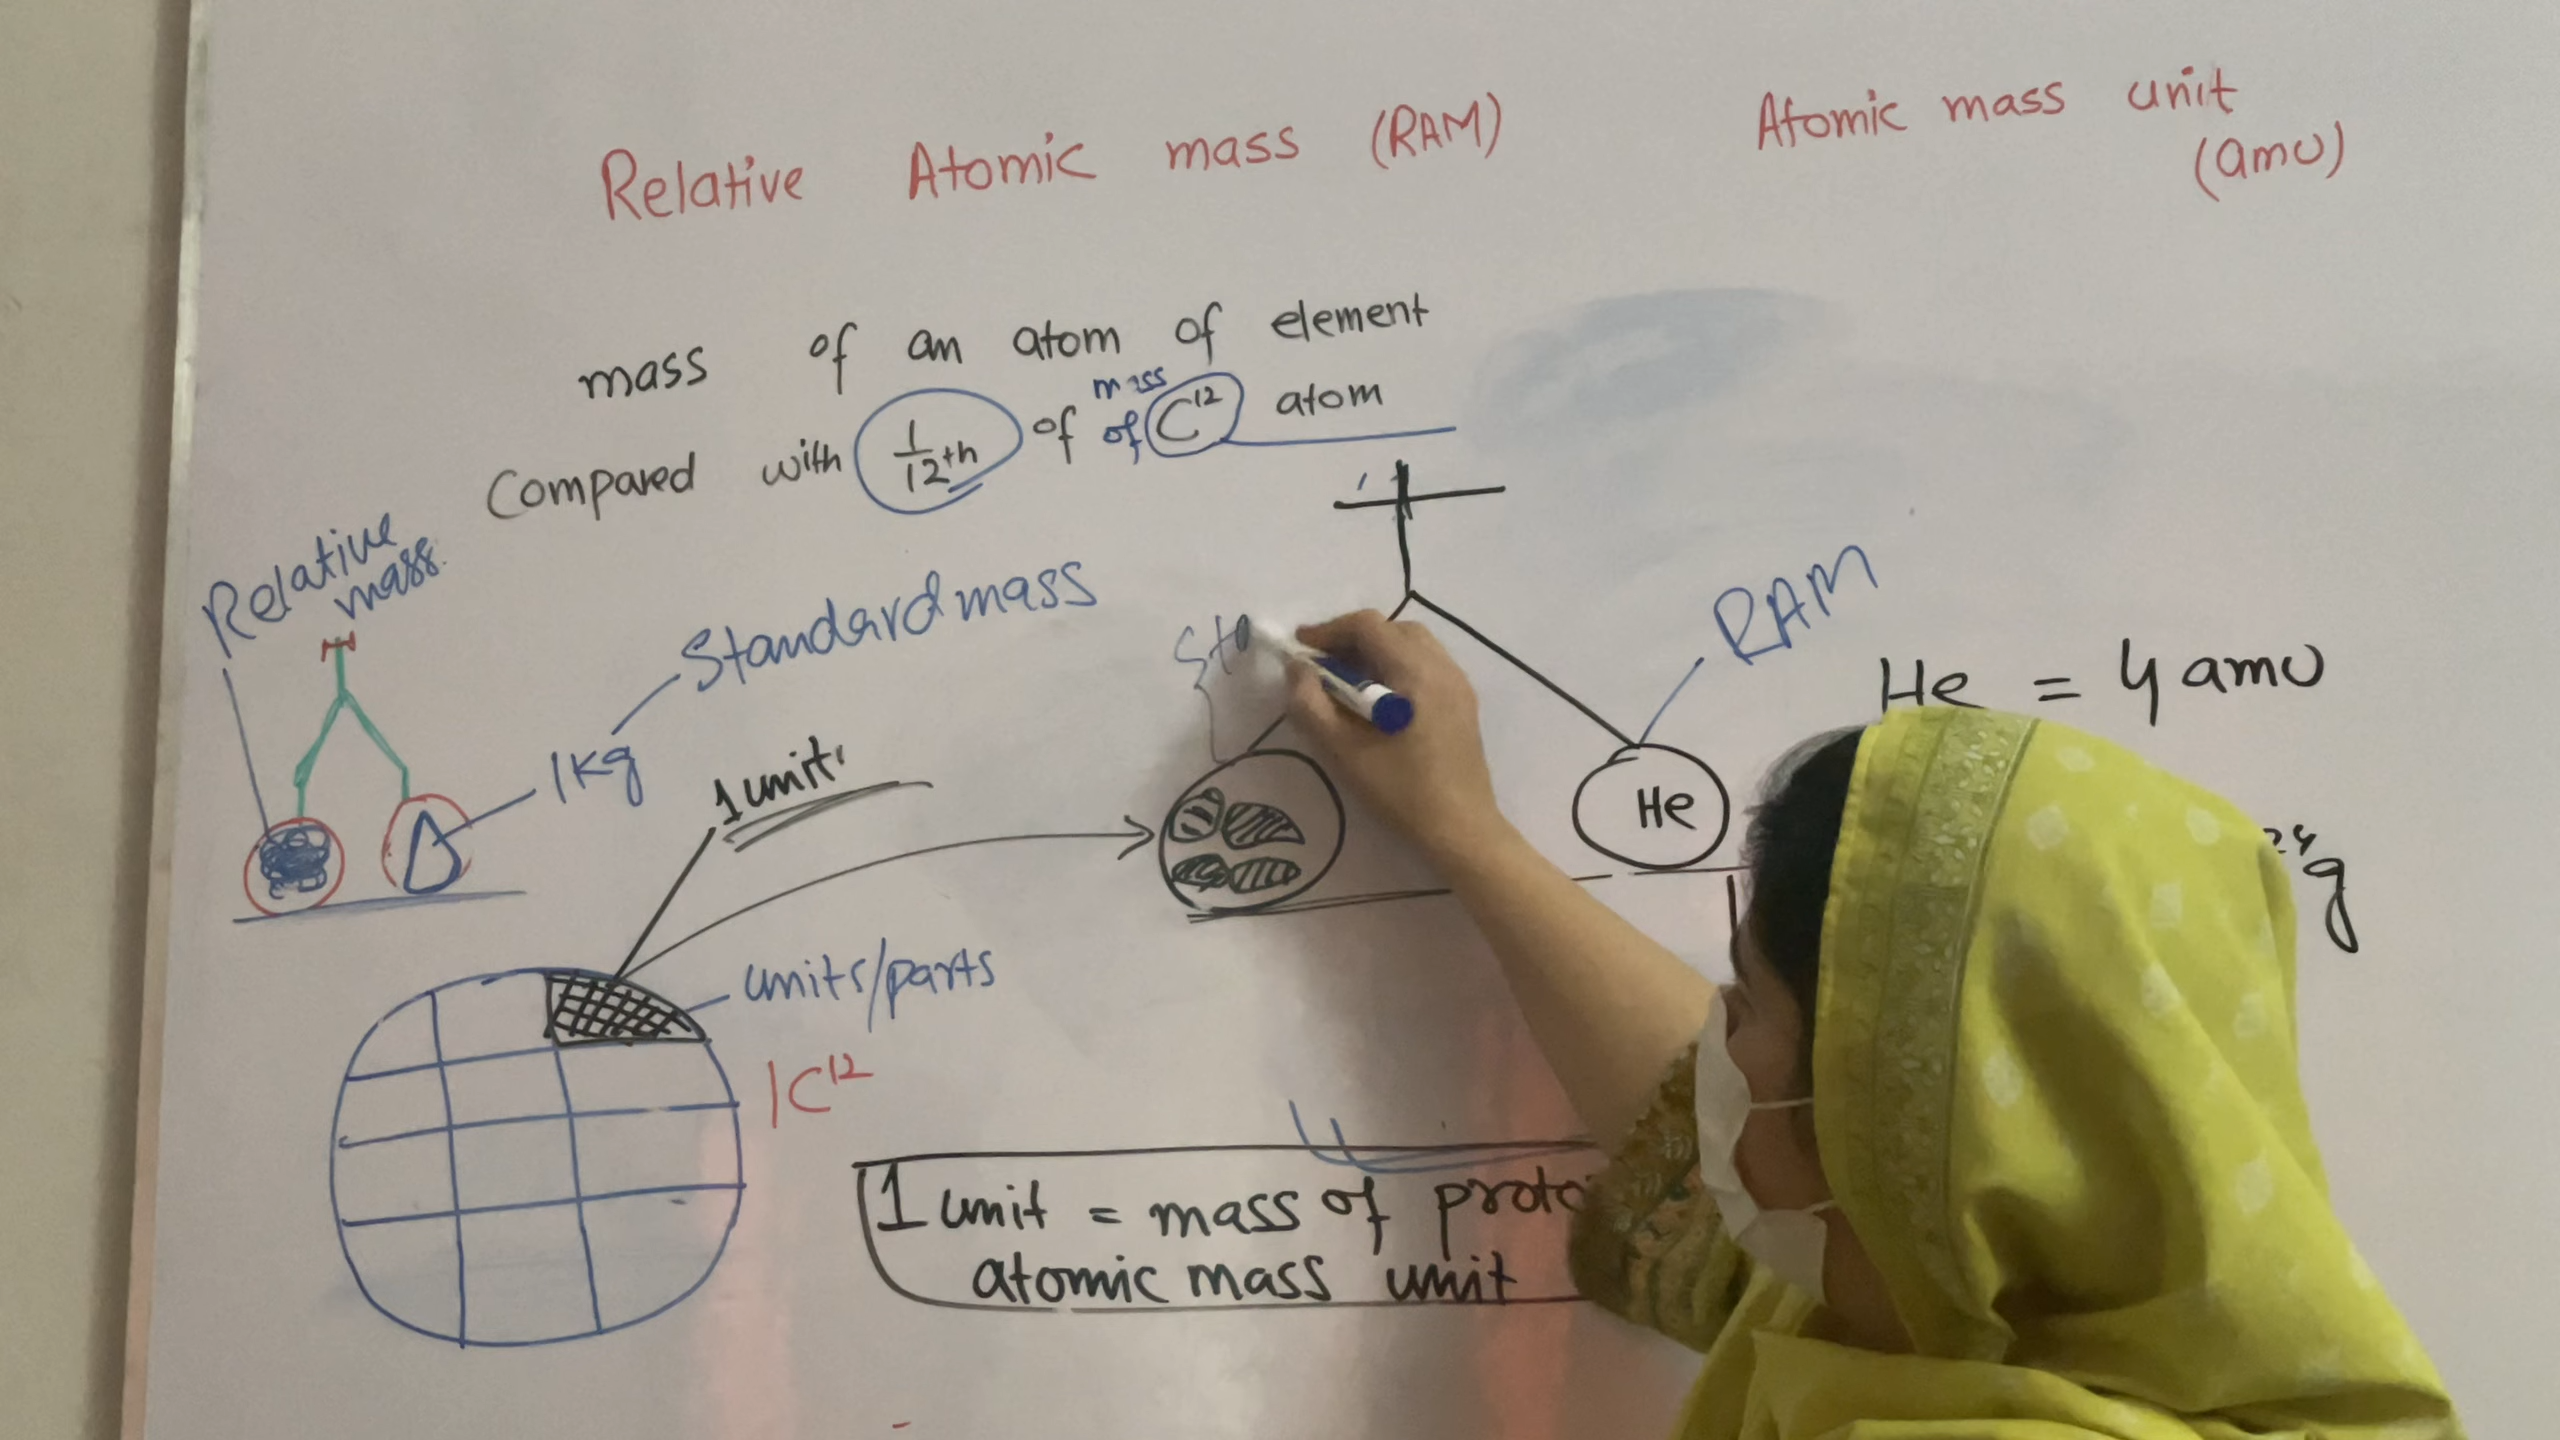 Relative Atomic mass (RAM)
Atomic mass unit
(amu)
mass of an atom of element
mass
Compared with 1/12th of of C¹² atom
Relative
mass.
Standard mass
1kg
1 unit.
Sta
RAM
He
He = 4 amu
24 g
units/parts
1C¹²
1 unit = mass of proto
atomic mass unit